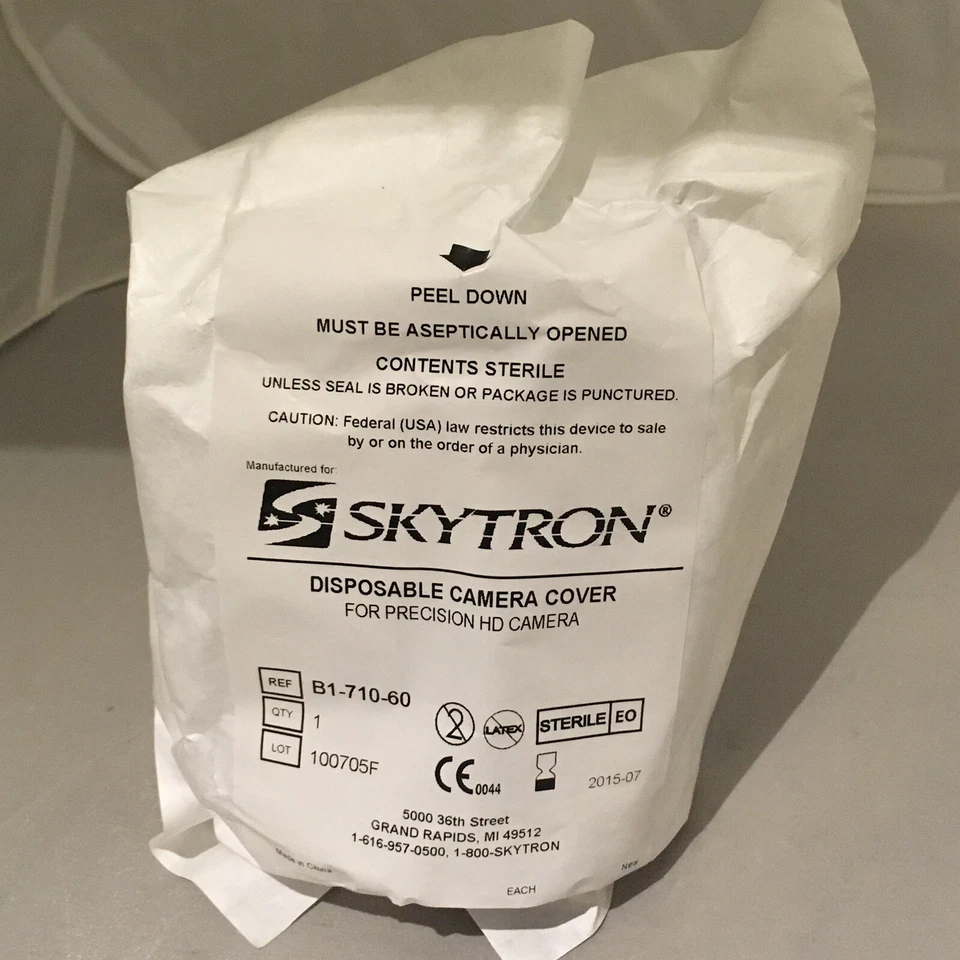 PEEL DOWN
MUST BE ASEPTICALLY OPENED
CONTENTS STERILE
UNLESS SEAL IS BROKEN OR PACKAGE IS PUNCTURED.
CAUTION: Federal (USA) law restricts this device to sale
by or on the order of a physician.
Manufactured for:
SKYTRON®
DISPOSABLE CAMERA COVER
FOR PRECISION HD CAMERA
REF B1-710-60
QTY 1
LOT 100705F
2 LATEX STERILE EO
CE 0044 2015-07
5000 36th Street
GRAND RAPIDS, MI 49512
1-616-957-0500, 1-800-SKYTRON
Made in China
EACH
New